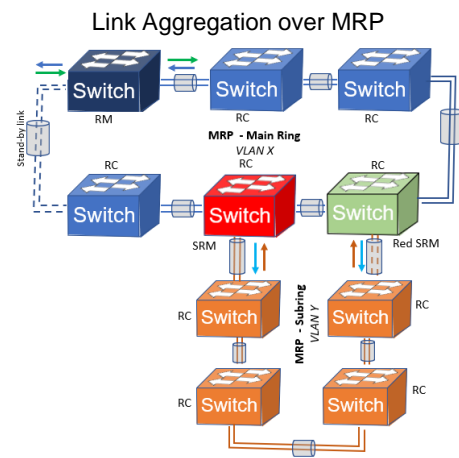 Link Aggregation over MRP
Switch
Switch
Switch
RM
RC
RC
Stand-by link
MRP - Main Ring
VLAN X
RC
RC
RC
Switch
Switch
Switch
SRM
Red SRM
RC
Switch
Switch
RC
MRP - Subring
VLAN Y
RC
Switch
Switch
RC